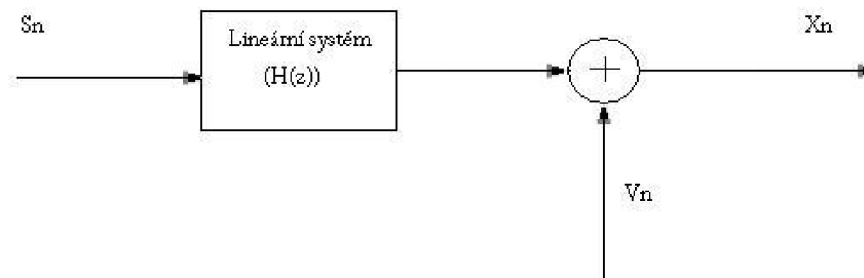 Sn
Xn
Lineární systém
(H(z))
+
Vn